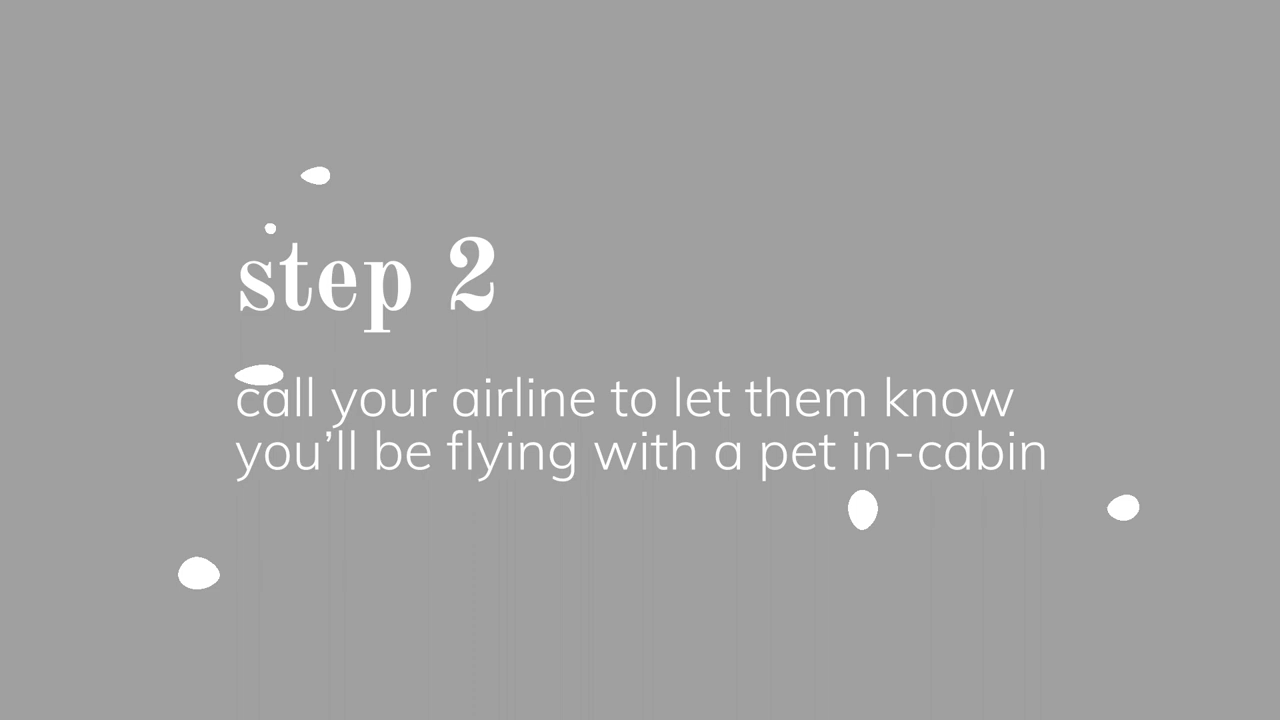 step 2
call your airline to let them know
you’ll be flying with a pet in-cabin